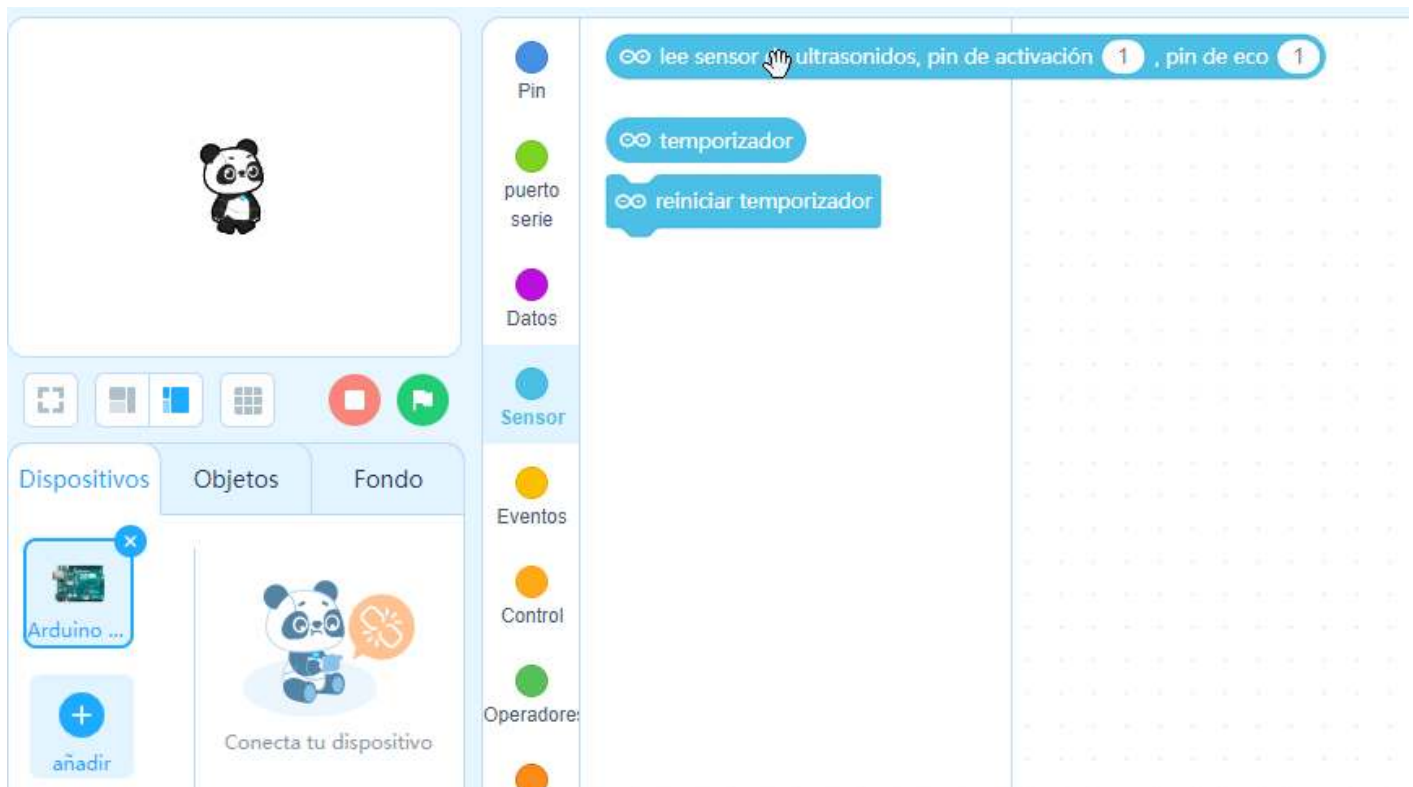 lee sensor ultrasonidos, pin de activación 1 , pin de eco 1
temporizador
reiniciar temporizador
Pin
puerto
serie
Datos
Sensor
Eventos
Control
Operadores
Dispositivos
Objetos
Fondo
Arduino ...
añadir
Conecta tu dispositivo